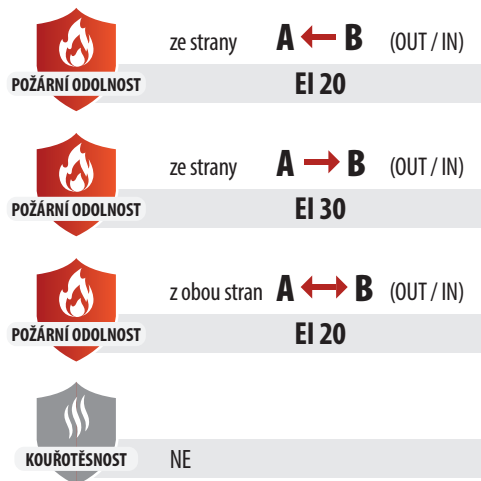 ze strany A ← B (OUT / IN)
POŽÁRNÍ ODOLNOST EI 20
ze strany A → B (OUT / IN)
POŽÁRNÍ ODOLNOST EI 30
z obou stran A ↔ B (OUT / IN)
POŽÁRNÍ ODOLNOST EI 20
KOUŘOTĚSNOST NE